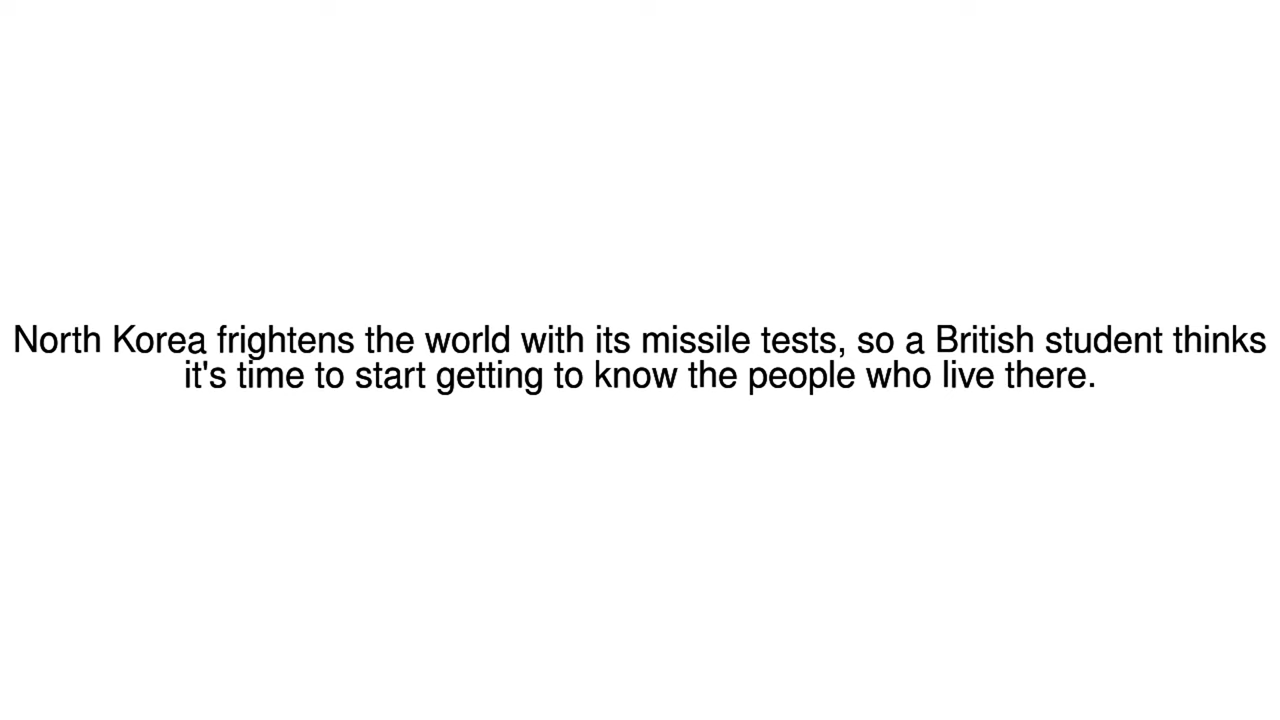 North Korea frightens the world with its missile tests, so a British student thinks
it's time to start getting to know the people who live there.